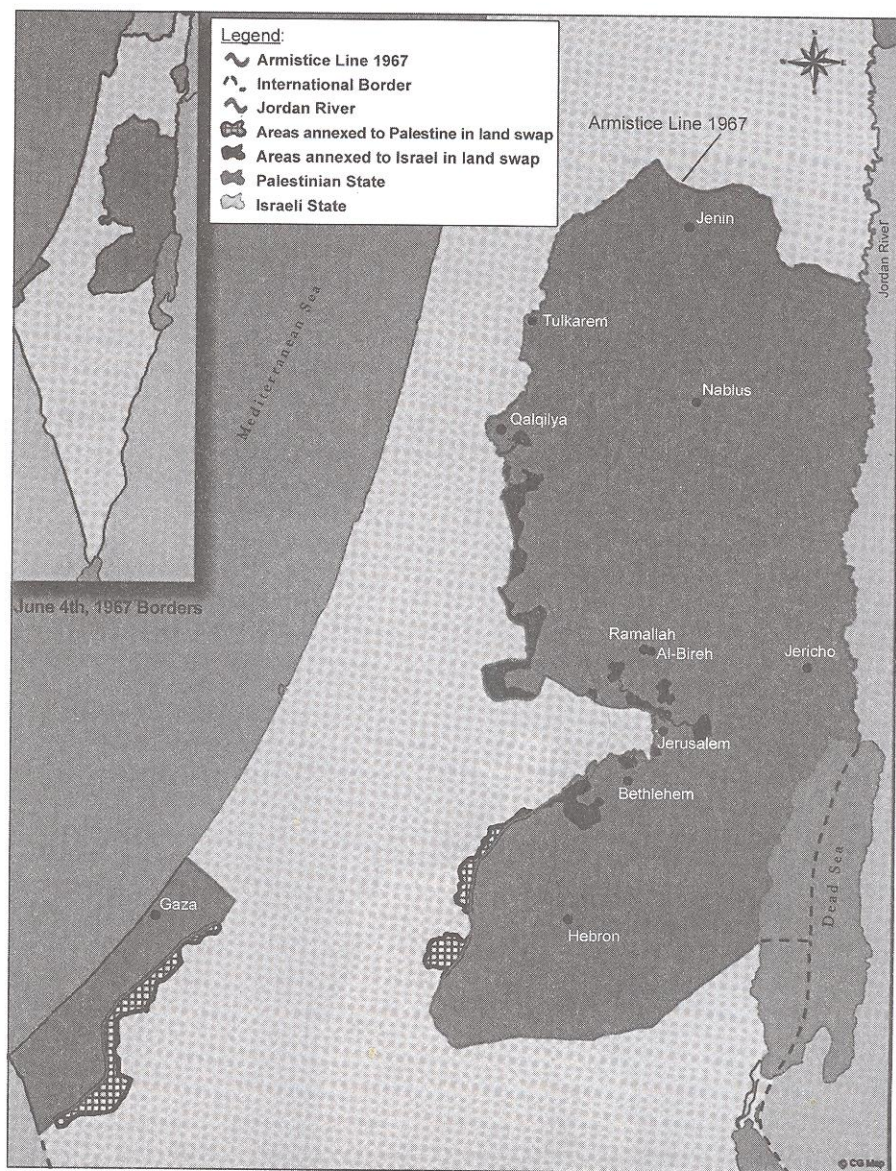 Legend:
Armistice Line 1967
International Border
Jordan River
Areas annexed to Palestine in land swap
Areas annexed to Israel in land swap
Palestinian State
Israeli State
Armistice Line 1967
Jenin
Jordan River
Mediterranean Sea
Tulkarem
Nablus
Qalqilya
June 4th, 1967 Borders
Ramallah
Al-Bireh
Jericho
Jerusalem
Bethlehem
Dead Sea
Gaza
Hebron
© CG Map